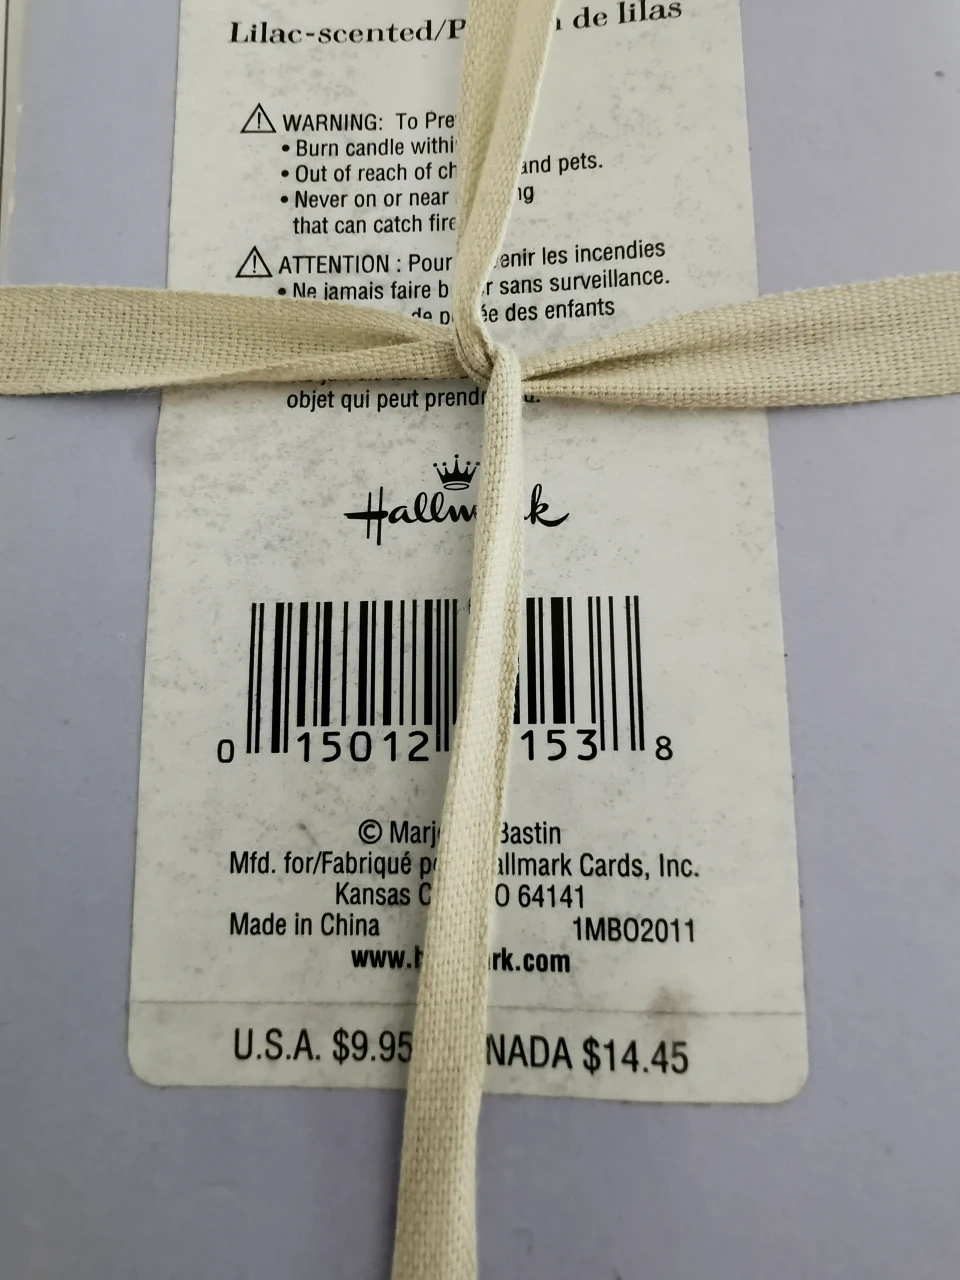 Lilac-scented/P de lilas
WARNING: To Pre
• Burn candle withi
• Out of reach of ch and pets.
• Never on or near ng
that can catch fire
ATTENTION : Pour enir les incendies
• Ne jamais faire b r sans surveillance.
de p ée des enfants
objet qui peut prend
Hallm k
0 15012 153 8
© Marj Bastin
Mfd. for/Fabriqué p allmark Cards, Inc.
Kansas C O 64141
Made in China 1MBO2011
www.h rk.com
U.S.A. $9.95 NADA $14.45